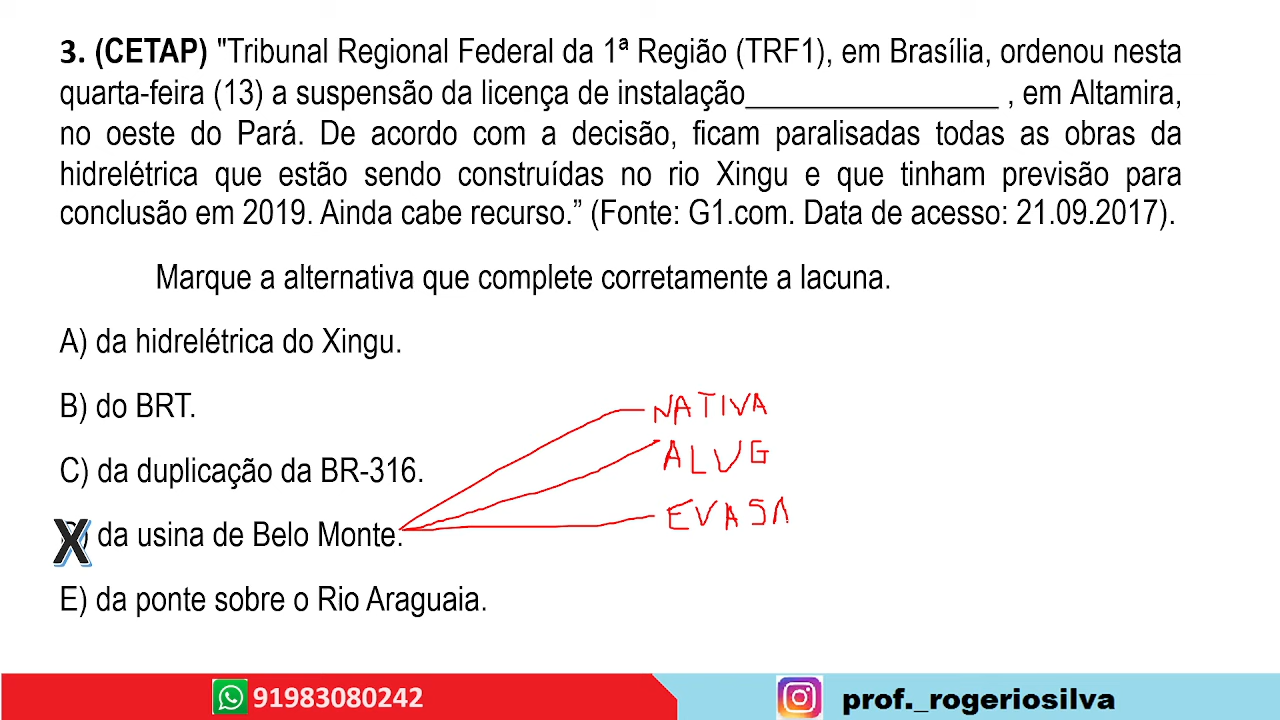 3. (CETAP) "Tribunal Regional Federal da 1ª Região (TRF1), em Brasília, ordenou nesta
quarta-feira (13) a suspensão da licença de instalação_________________ , em Altamira,
no oeste do Pará. De acordo com a decisão, ficam paralisadas todas as obras da
hidrelétrica que estão sendo construídas no rio Xingu e que tinham previsão para
conclusão em 2019. Ainda cabe recurso.” (Fonte: G1.com. Data de acesso: 21.09.2017).
Marque a alternativa que complete corretamente a lacuna.
A) da hidrelétrica do Xingu.
B) do BRT.
NATIVA
ALUG
C) da duplicação da BR-316.
EVASA
X) da usina de Belo Monte.
E) da ponte sobre o Rio Araguaia.
91983080242
prof._rogeriosilva